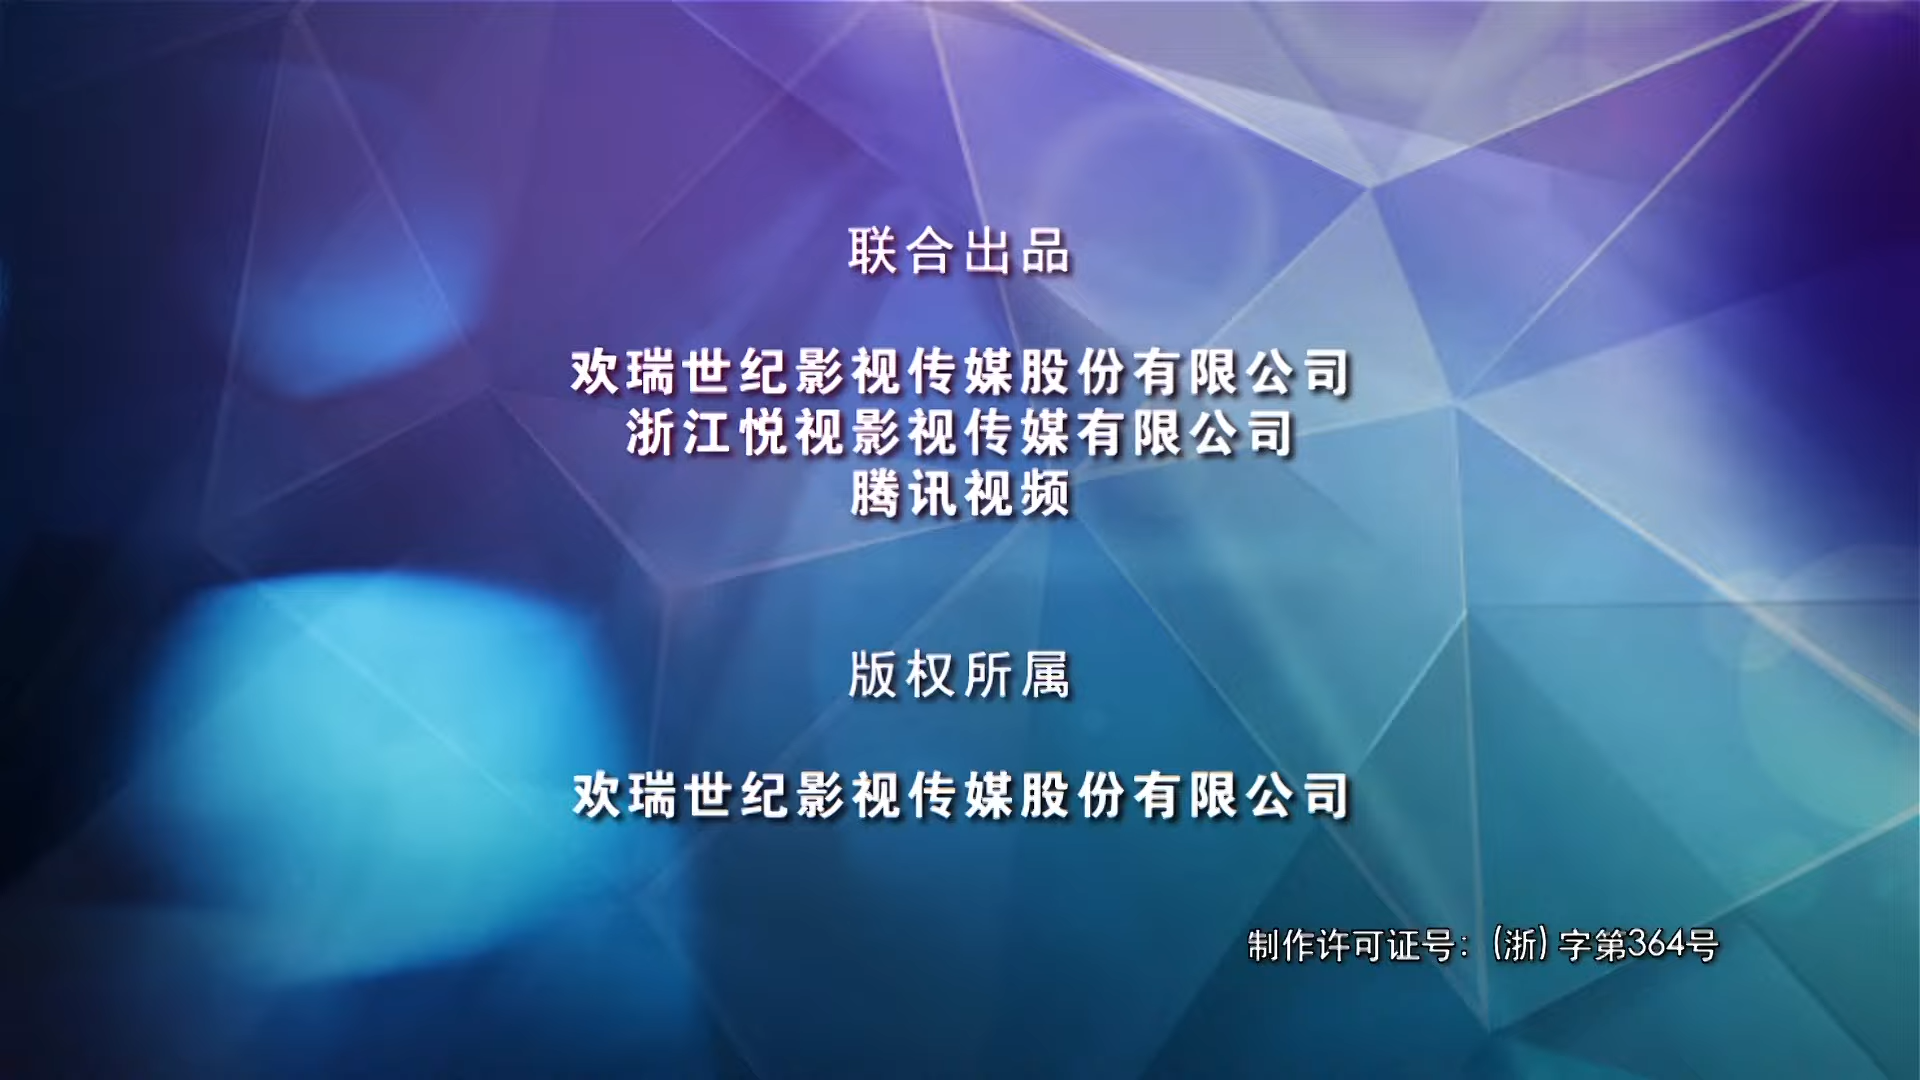 联合出品
欢瑞世纪影视传媒股份有限公司
浙江悦视影视传媒有限公司
腾讯视频
版权所属
欢瑞世纪影视传媒股份有限公司
制作许可证号：(浙) 字第364号